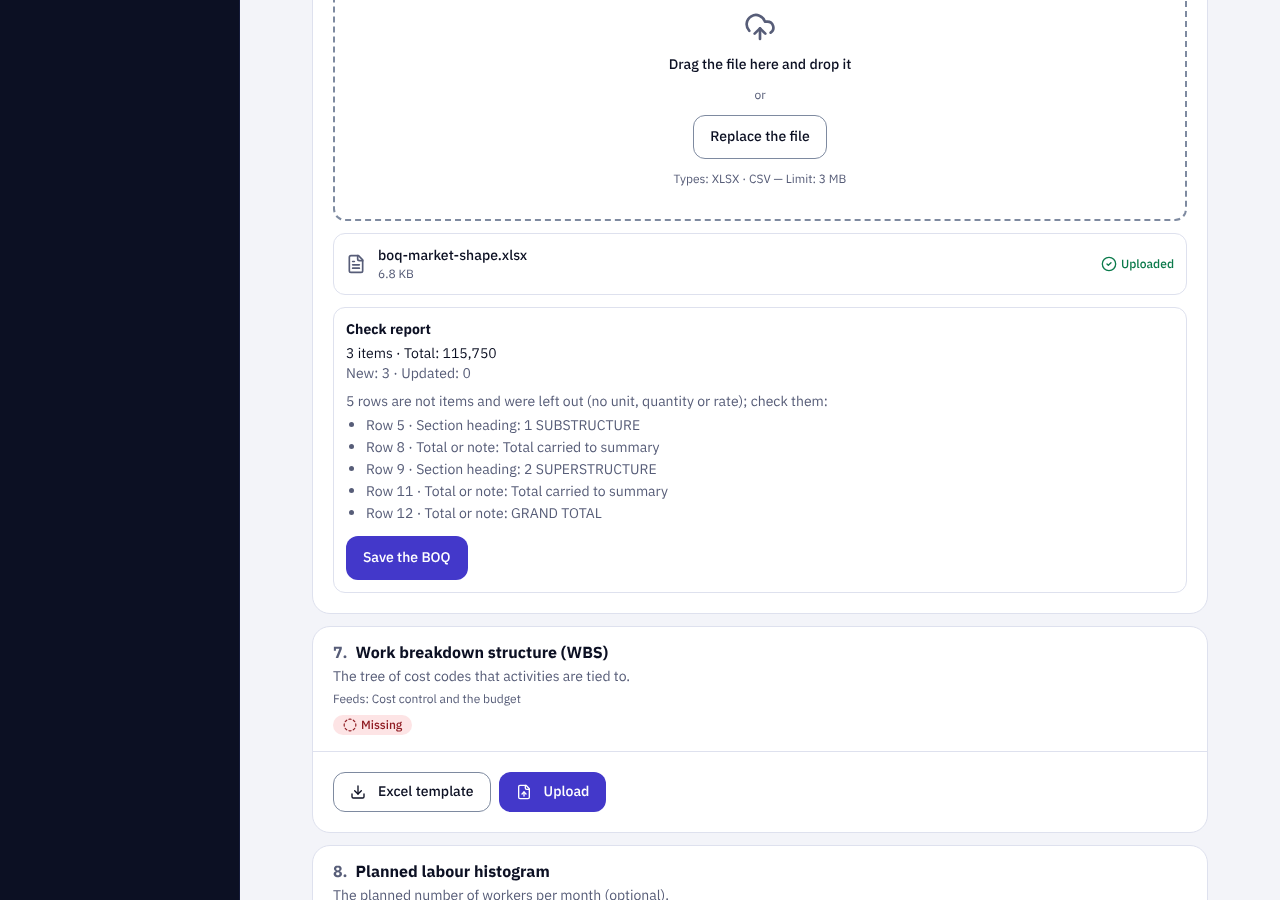 Drag the file here and drop it
or
Replace the file
Types: XLSX · CSV — Limit: 3 MB
boq-market-shape.xlsx
6.8 KB
Uploaded
Check report
3 items · Total: 115,750
New: 3 · Updated: 0
5 rows are not items and were left out (no unit, quantity or rate); check them:
Row 5 · Section heading: 1 SUBSTRUCTURE
Row 8 · Total or note: Total carried to summary
Row 9 · Section heading: 2 SUPERSTRUCTURE
Row 11 · Total or note: Total carried to summary
Row 12 · Total or note: GRAND TOTAL
Save the BOQ
7. Work breakdown structure (WBS)
The tree of cost codes that activities are tied to.
Feeds: Cost control and the budget
Missing
Excel template
Upload
8. Planned labour histogram
The planned number of workers per month (optional).